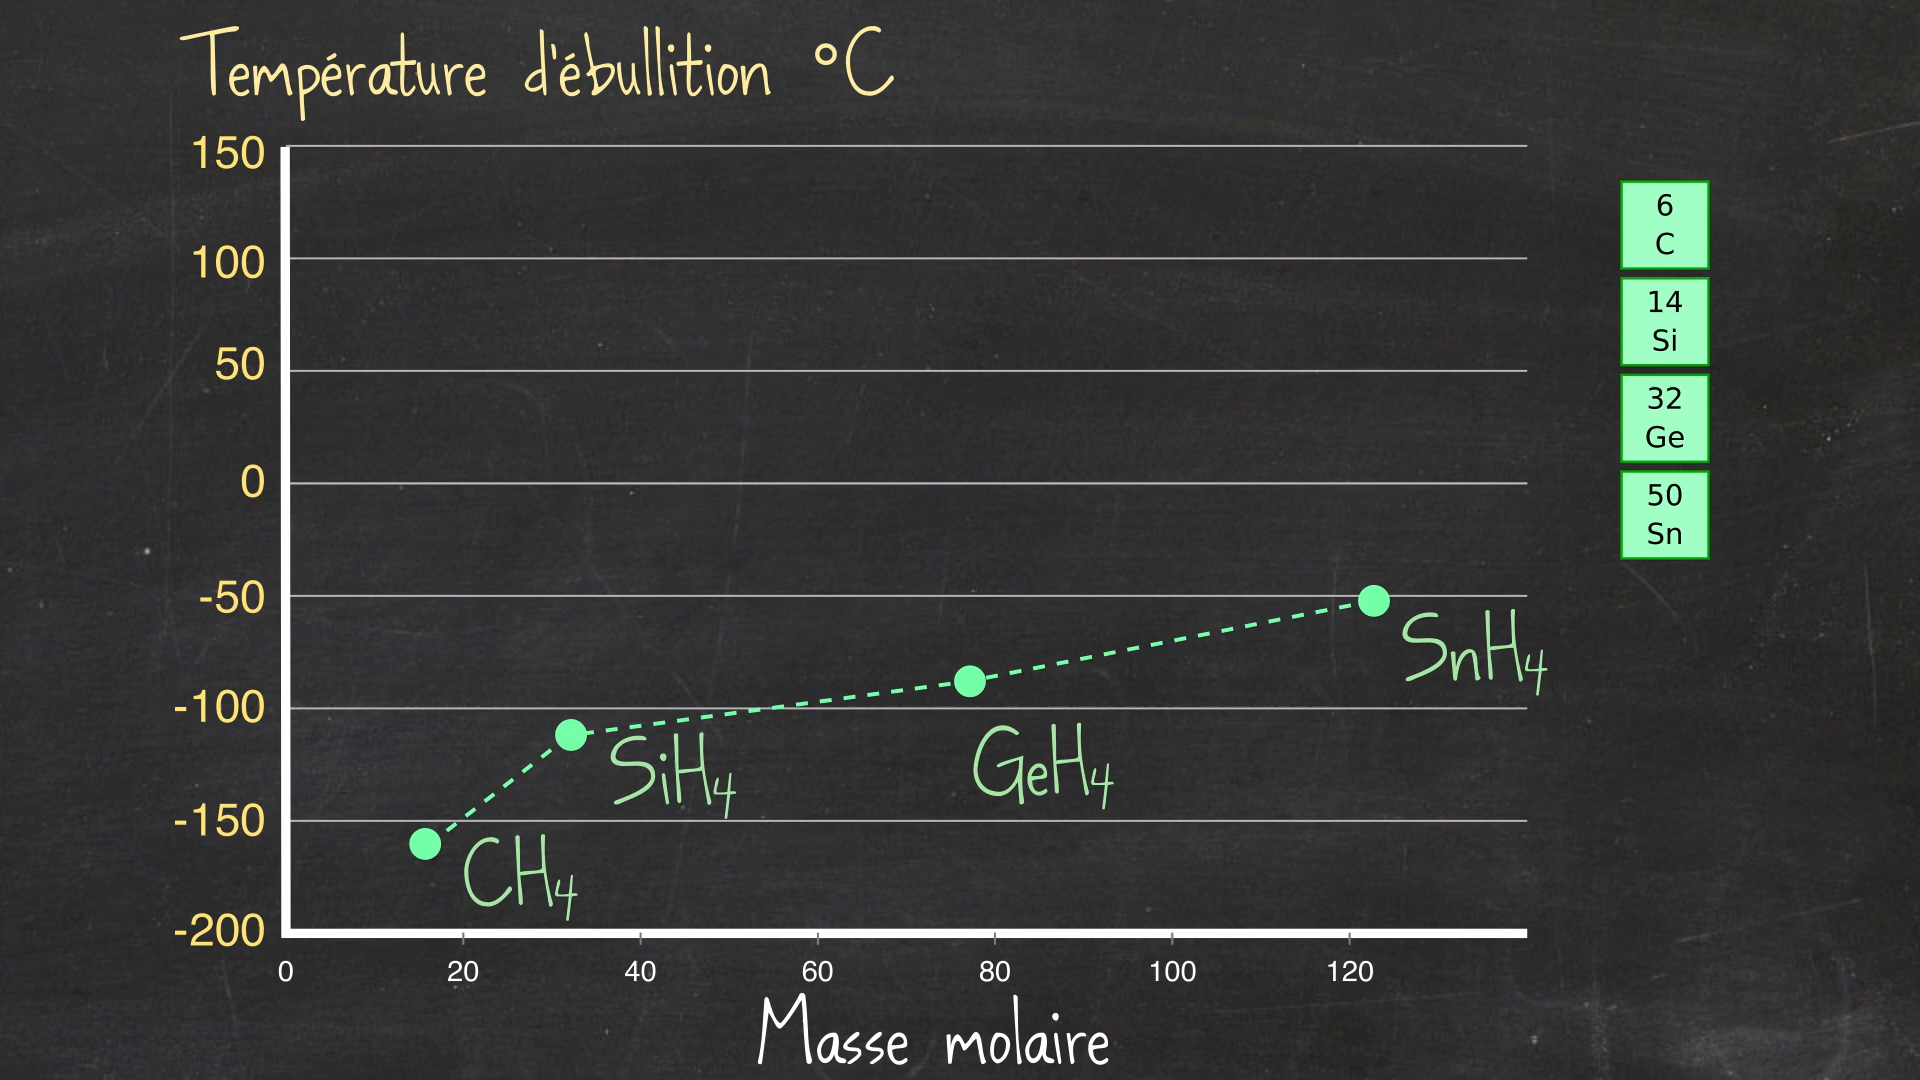 Température d'ébullition °C
150
100
50
0
-50
-100
-150
-200
0 20 40 60 80 100 120
Masse molaire
CH4
SiH4
GeH4
SnH4
6
C
14
Si
32
Ge
50
Sn